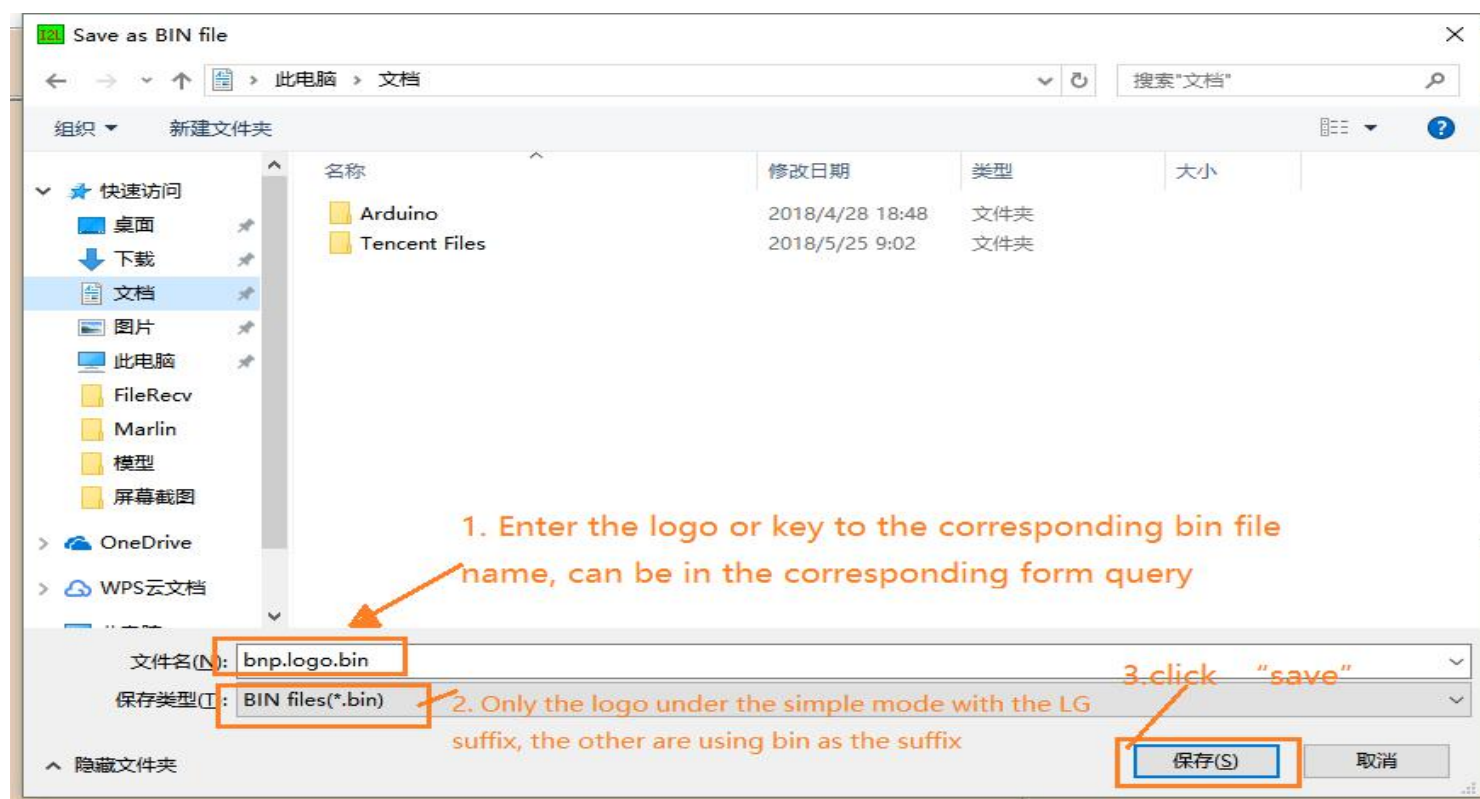 I2L Save as BIN file
此电脑 › 文档
搜索"文档"
组织 新建文件夹
名称 修改日期 类型 大小
快速访问
桌面
下载
文档
图片
此电脑
FileRecv
Marlin
模型
屏幕截图
OneDrive
WPS云文档
Arduino 2018/4/28 18:48 文件夹
Tencent Files 2018/5/25 9:02 文件夹
1. Enter the logo or key to the corresponding bin file
name, can be in the corresponding form query
文件名(N): bnp.logo.bin
保存类型(T): BIN files(*.bin)
2. Only the logo under the simple mode with the LG
suffix, the other are using bin as the suffix
3.click “save”
隐藏文件夹
保存(S) 取消